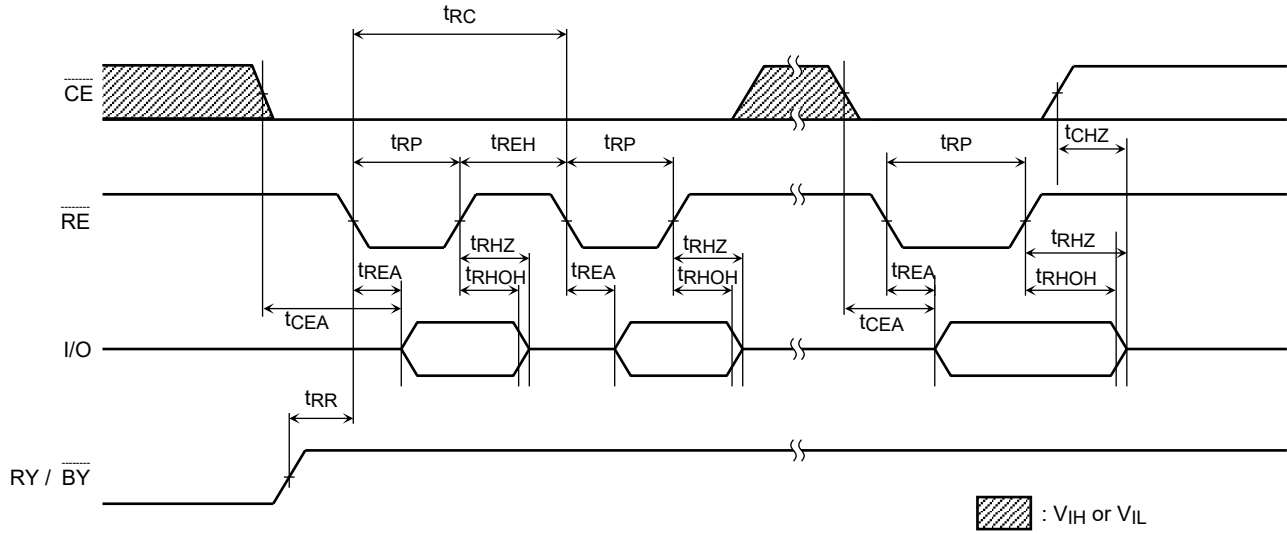 tRC
CE
tRP tREH tRP tRP tCHZ
RE
tRHZ tRHZ tRHZ
tREA tRHOH tREA tRHOH tREA tRHOH
tCEA tCEA
I/O
tRR
RY / BY
: VIH or VIL